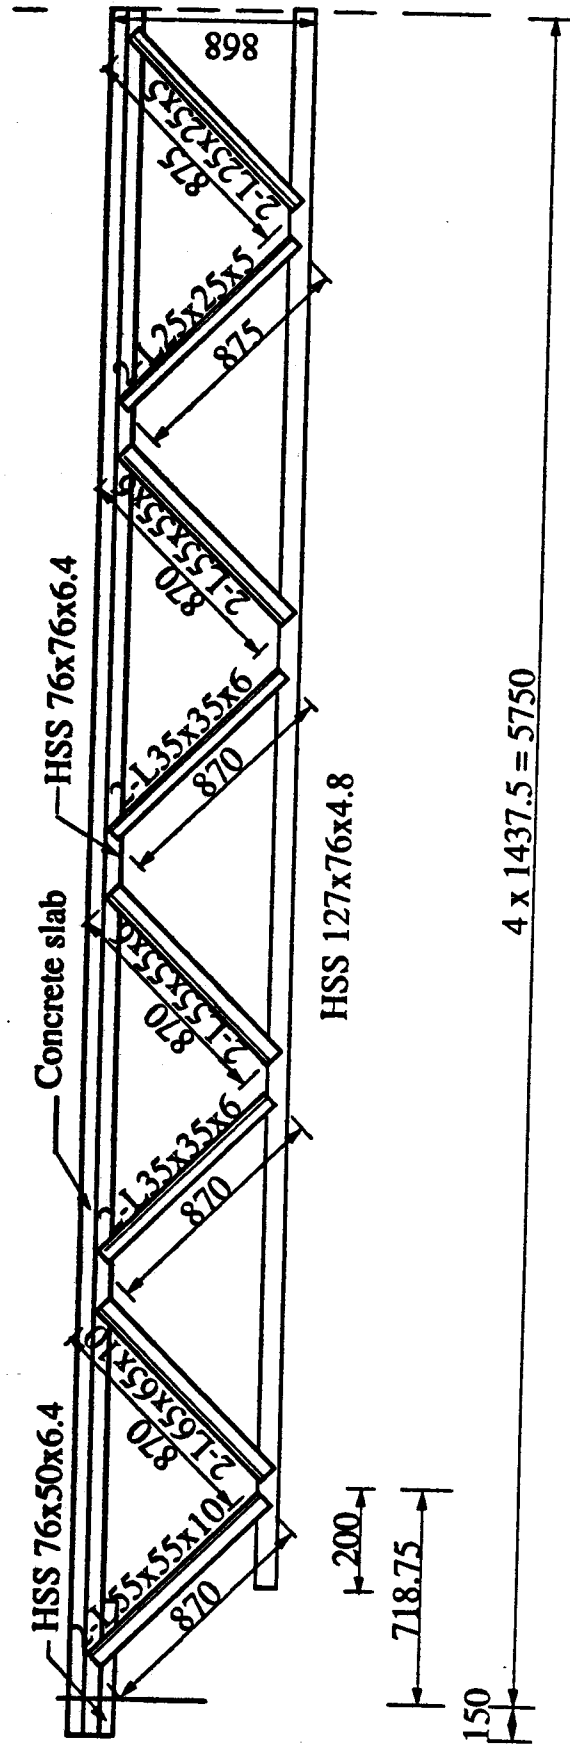 HSS 76x50x6.4
Concrete slab
HSS 76x76x6.4
868
2-L55x55x10
870
2-L65x65x10
870
2-L35x35x6
870
2-L55x55x6
870
2-L35x35x6
870
2-L55x55x6
870
2-L25x25x5
875
2-L25x25x5
875
HSS 127x76x4.8
200
718.75
150
4 x 1437.5 = 5750